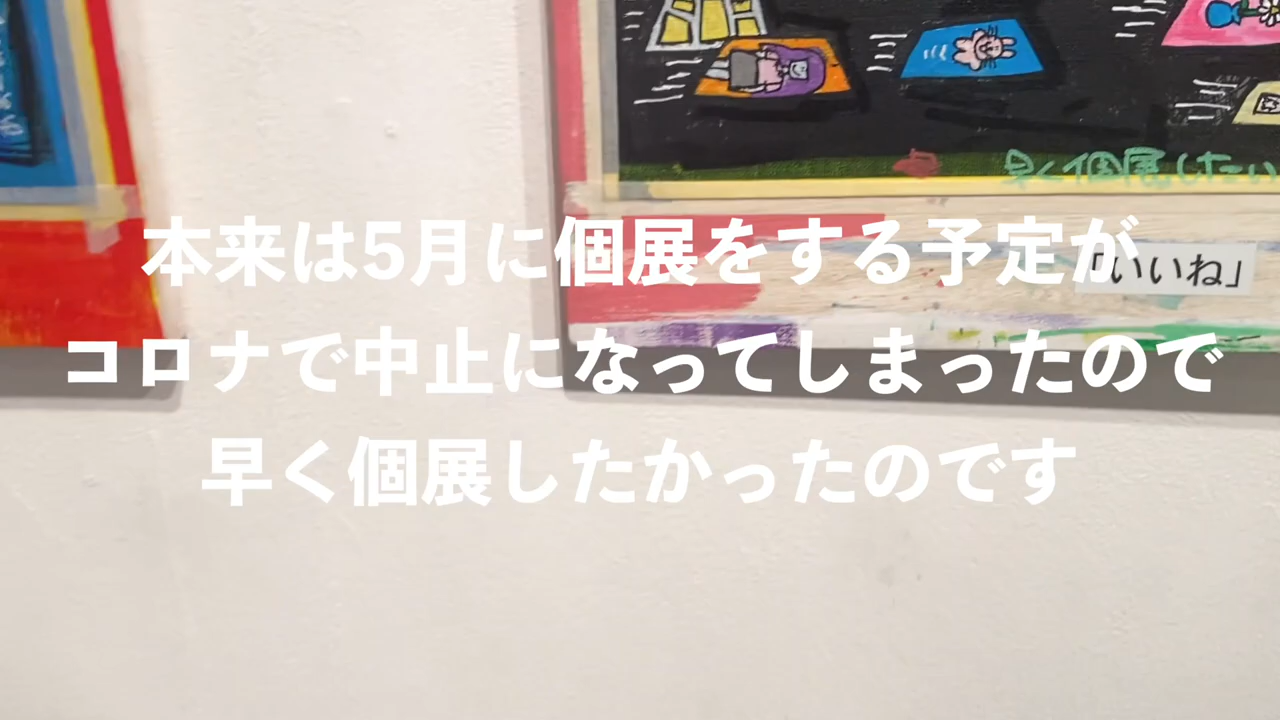 早く個展したい
「いいね」
本来は5月に個展をする予定が
コロナで中止になってしまったので
早く個展したかったのです